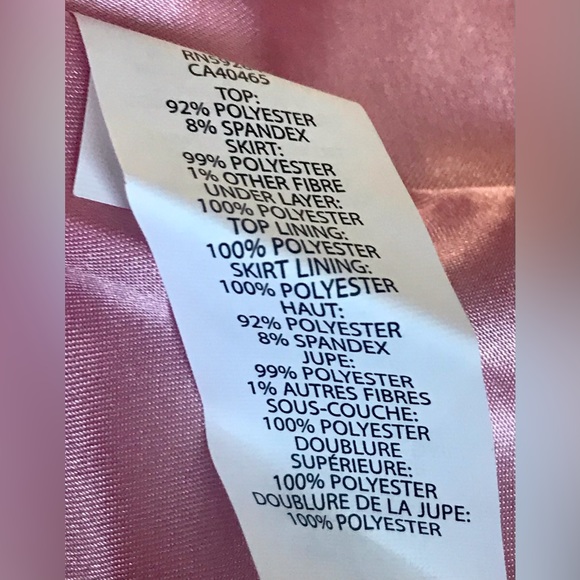 CA40465
TOP:
92% POLYESTER
8% SPANDEX
SKIRT:
99% POLYESTER
1% OTHER FIBRE
UNDER LAYER:
100% POLYESTER
TOP LINING:
100% POLYESTER
SKIRT LINING:
100% POLYESTER
HAUT:
92% POLYESTER
8% SPANDEX
JUPE:
99% POLYESTER
1% AUTRES FIBRES
SOUS-COUCHE:
100% POLYESTER
DOUBLURE
SUPÉRIEURE:
100% POLYESTER
DOUBLURE DE LA JUPE:
100% POLYESTER